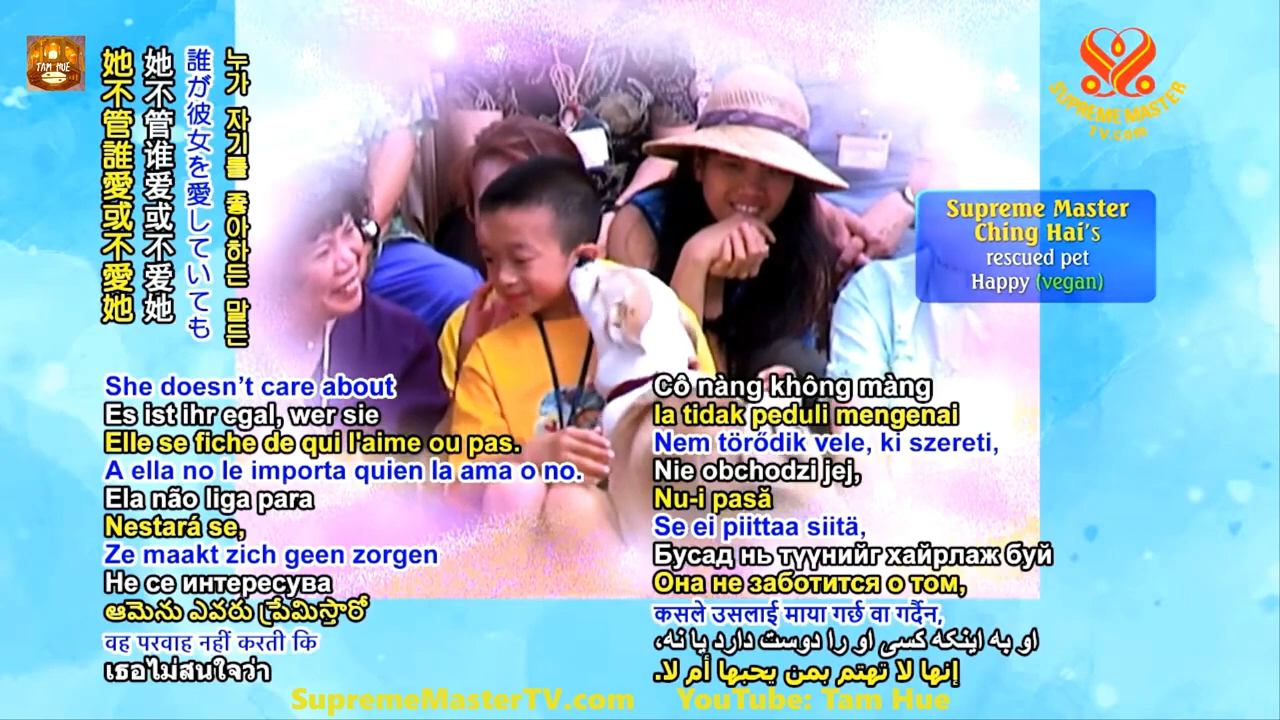 TAM HUE
她不管誰愛或不愛她
她不管谁爱或不爱她
誰が彼女を愛していても
누가 자기를 좋아하든 말든
SUPREME MASTER
TV.com
Supreme Master
Ching Hai's
rescued pet
Happy (vegan)
She doesn’t care about
Es ist ihr egal, wer sie
Elle se fiche de qui l'aime ou pas.
A ella no le importa quien la ama o no.
Ela não liga para
Nestará se,
Ze maakt zich geen zorgen
Не се интересува
ఆమెను ఎవరు ప్రేమిస్తారో
वह परवाह नहीं करती कि
เธอไม่สนใจว่า
Cô nàng không màng
Ia tidak peduli mengenai
Nem törődik vele, ki szereti,
Nie obchodzi jej,
Nu-i pasă
Se ei piittaa siitä,
Бусад нь түүнийг хайрлаж буй
Она не заботится о том,
कसले उसलाई माया गर्छ वा गर्दैन,
او به اینکه کسی او را دوست دارد یا نه،
إنها لا تهتم بمن يحبها أم لا.
SupremeMasterTV.com YouTube: Tam Hue